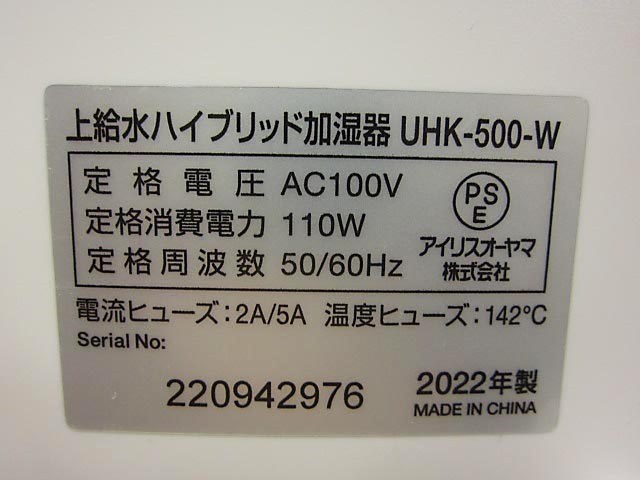 上給水ハイブリッド加湿器 UHK-500-W
定格電圧 AC100V
定格消費電力 110W
定格周波数 50/60Hz
PS
E
アイリスオーヤマ
株式会社
電流ヒューズ:2A/5A 温度ヒューズ:142℃
Serial No:
220942976
2022年製
MADE IN CHINA